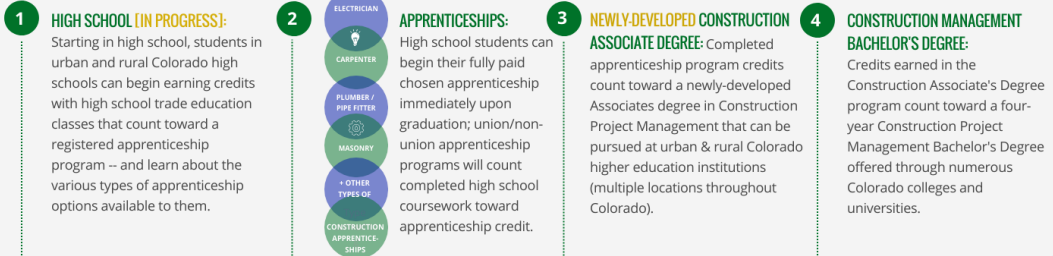 1
HIGH SCHOOL [IN PROGRESS]:
Starting in high school, students in
urban and rural Colorado high
schools can begin earning credits
with high school trade education
classes that count toward a
registered apprenticeship
program -- and learn about the
various types of apprenticeship
options available to them.
2
ELECTRICIAN
CARPENTER
PLUMBER /
PIPE FITTER
MASONRY
+ OTHER
TYPES OF
CONSTRUCTION
APPRENTICE-
SHIPS
APPRENTICESHIPS:
High school students can
begin their fully paid
chosen apprenticeship
immediately upon
graduation; union/non-
union apprenticeship
programs will count
completed high school
coursework toward
apprenticeship credit.
3
NEWLY-DEVELOPED CONSTRUCTION
ASSOCIATE DEGREE: Completed
apprenticeship program credits
count toward a newly-developed
Associates degree in Construction
Project Management that can be
pursued at urban & rural Colorado
higher education institutions
(multiple locations throughout
Colorado).
4
CONSTRUCTION MANAGEMENT
BACHELOR'S DEGREE:
Credits earned in the
Construction Associate's Degree
program count toward a four-
year Construction Project
Management Bachelor's Degree
offered through numerous
Colorado colleges and
universities.